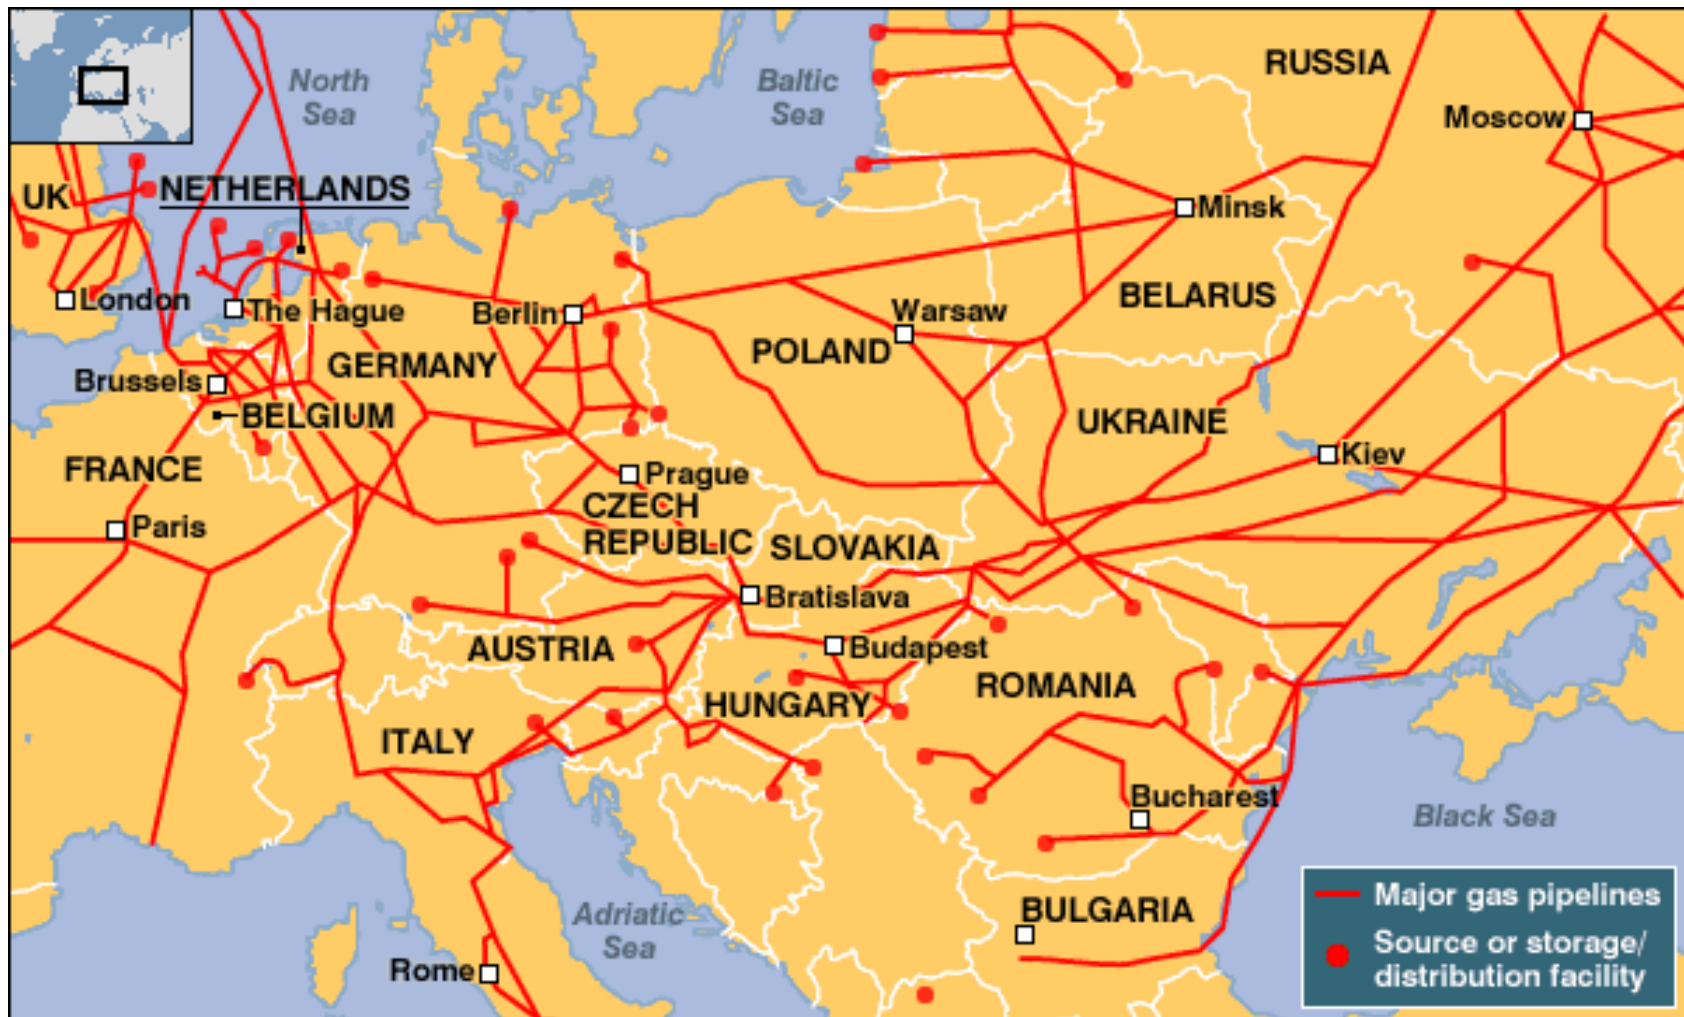 North
Sea
Baltic
Sea
RUSSIA
Moscow
UK
NETHERLANDS
Minsk
London
The Hague
Berlin
Warsaw
BELARUS
POLAND
GERMANY
Brussels
BELGIUM
UKRAINE
Kiev
FRANCE
Prague
CZECH
REPUBLIC
Paris
SLOVAKIA
Bratislava
AUSTRIA
Budapest
HUNGARY
ROMANIA
ITALY
Bucharest
Black Sea
BULGARIA
Adriatic
Sea
Rome
Major gas pipelines
Source or storage/
distribution facility